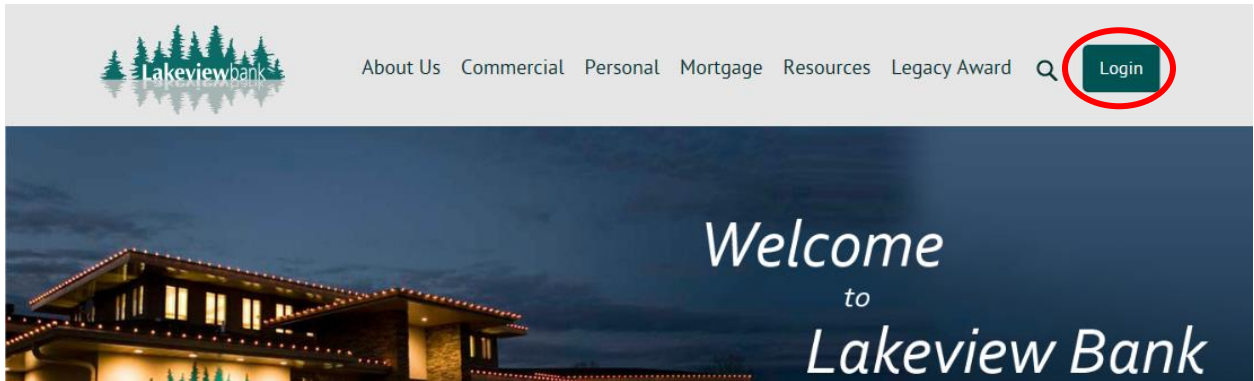 Lakeviewbank
About Us Commercial Personal Mortgage Resources Legacy Award Login
Welcome
to
Lakeview Bank